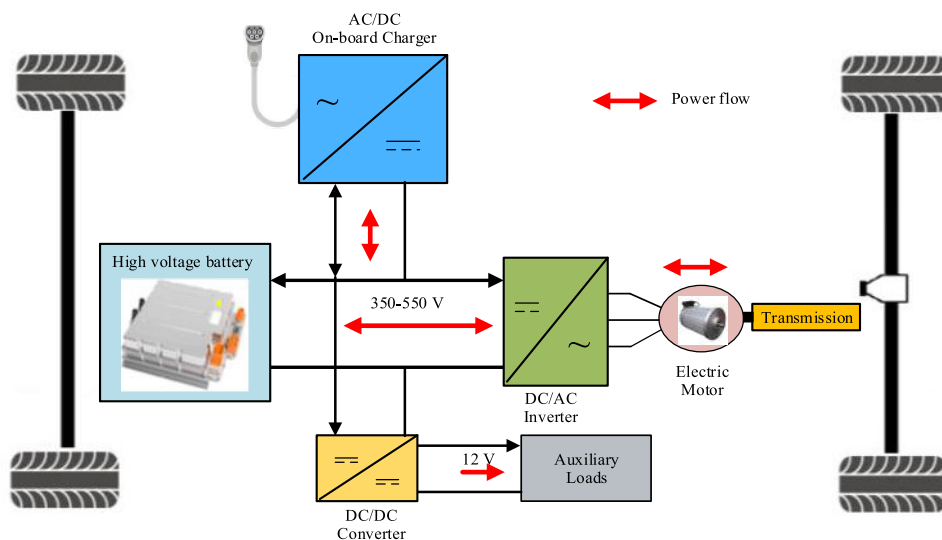 AC/DC
On-board Charger
Power flow
High voltage battery
350-550 V
Transmission
Electric
Motor
DC/AC
Inverter
12 V
Auxiliary
Loads
DC/DC
Converter